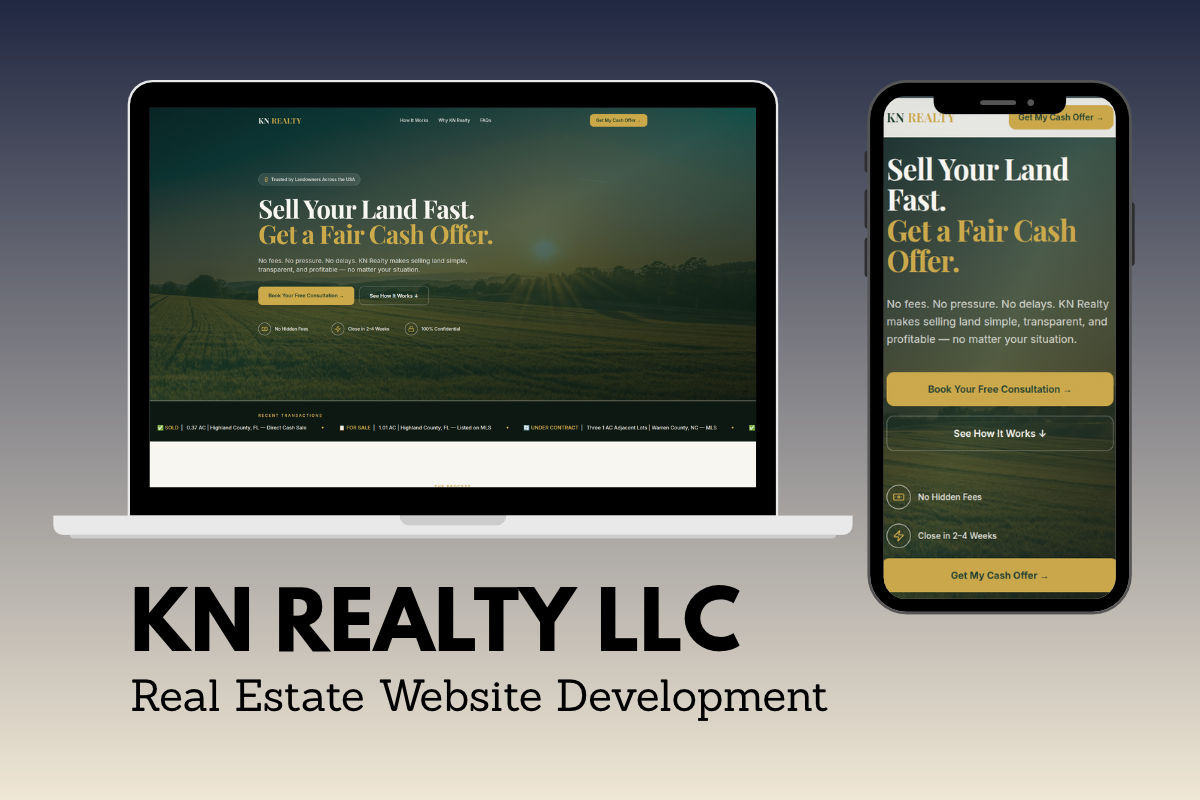 KN REALTY
How It Works
Why KN Realty
FAQs
Get My Cash Offer →
Trusted by Landowners Across the USA
Sell Your Land Fast.
Get a Fair Cash Offer.
No fees. No pressure. No delays. KN Realty makes selling land simple,
transparent, and profitable — no matter your situation.
Book Your Free Consultation →
See How It Works ↓
No Hidden Fees
Close in 2–4 Weeks
100% Confidential
RECENT TRANSACTIONS
✅ SOLD | 0.37 AC | Highland County, FL — Direct Cash Sale
📋 FOR SALE | 1.01 AC | Highland County, FL — Listed on MLS
🔄 UNDER CONTRACT | Three 1 AC Adjacent Lots | Warren County, NC — MLS
KN REALTY
Get My Cash Offer →
Sell Your Land
Fast.
Get a Fair Cash
Offer.
No fees. No pressure. No delays. KN Realty
makes selling land simple, transparent, and
profitable — no matter your situation.
Book Your Free Consultation →
See How It Works ↓
No Hidden Fees
Close in 2–4 Weeks
Get My Cash Offer →
KN REALTY LLC
Real Estate Website Development